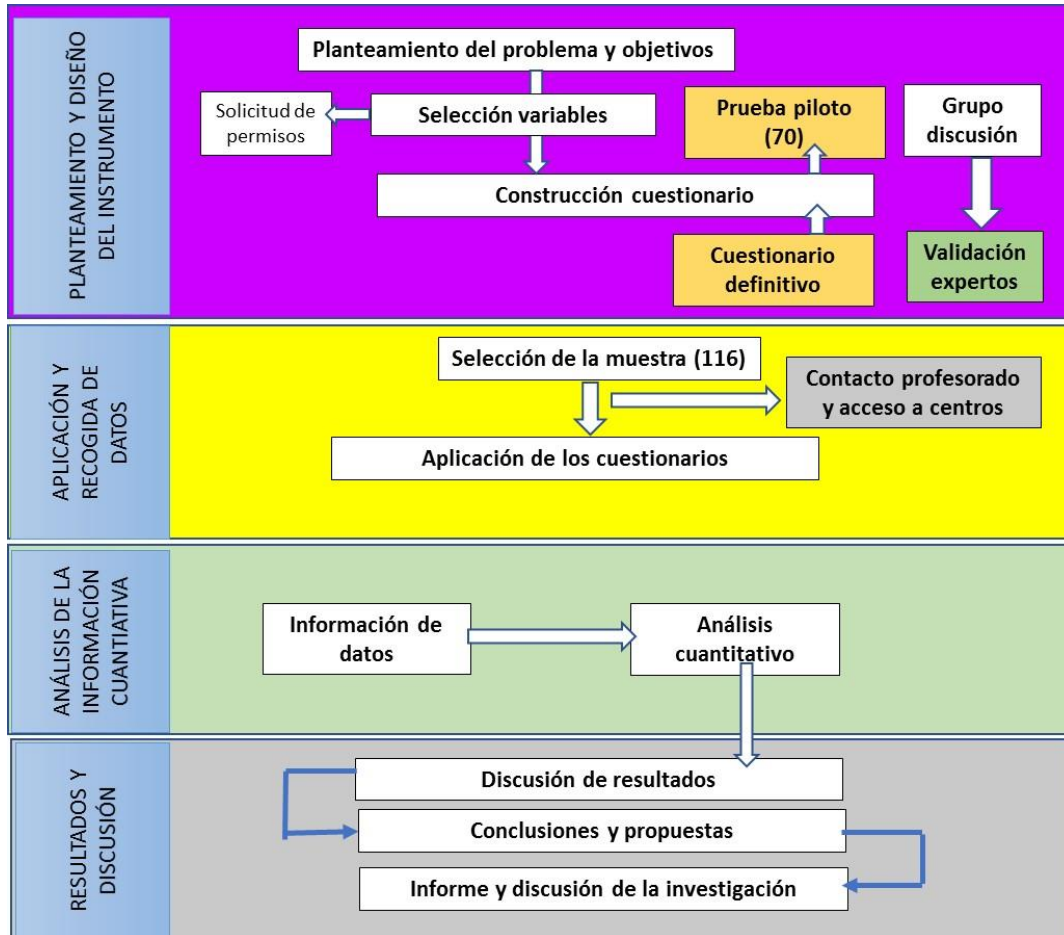 PLANTEAMIENTO Y DISEÑO
DEL INSTRUMENTO
Planteamiento del problema y objetivos
Solicitud de
permisos
Selección variables
Prueba piloto
(70)
Grupo
discusión
Construcción cuestionario
Cuestionario
definitivo
Validación
expertos
APLICACIÓN Y
RECOGIDA DE
DATOS
Selección de la muestra (116)
Contacto profesorado
y acceso a centros
Aplicación de los cuestionarios
ANÁLISIS DE LA
INFORMACIÓN
CUANTIATIVA
Información de
datos
Análisis
cuantitativo
RESULTADOS Y
DISCUSIÓN
Discusión de resultados
Conclusiones y propuestas
Informe y discusión de la investigación